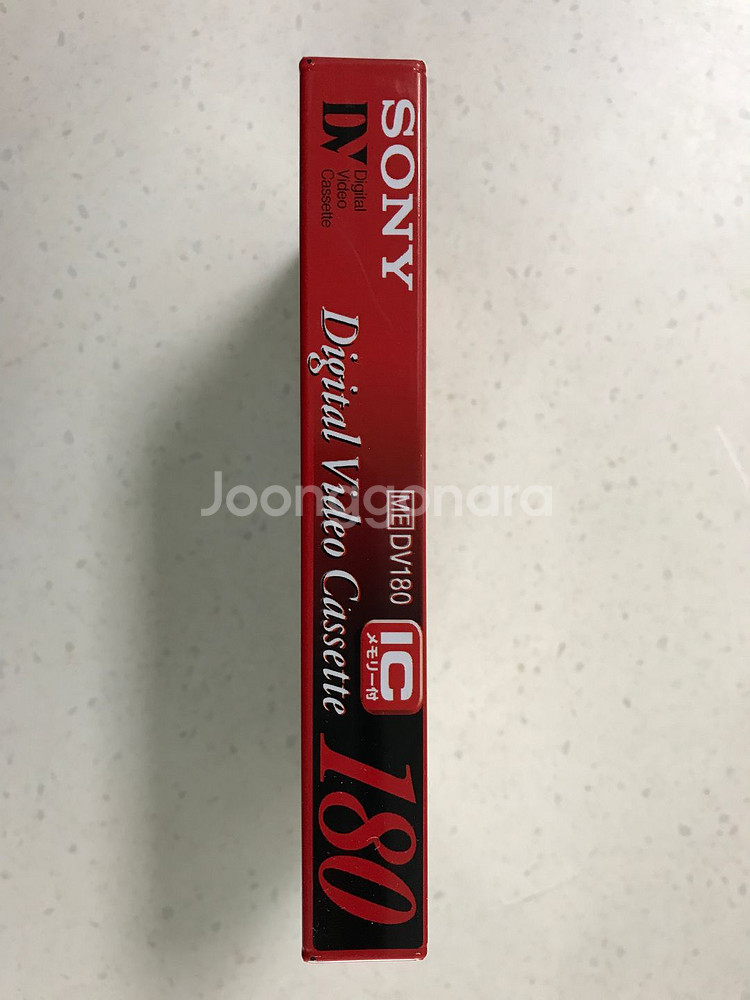 SONY
DV
Digital
Video
Cassette
Digital Video Cassette
ME DV180
IC
メモリー付
180
Joonggonara